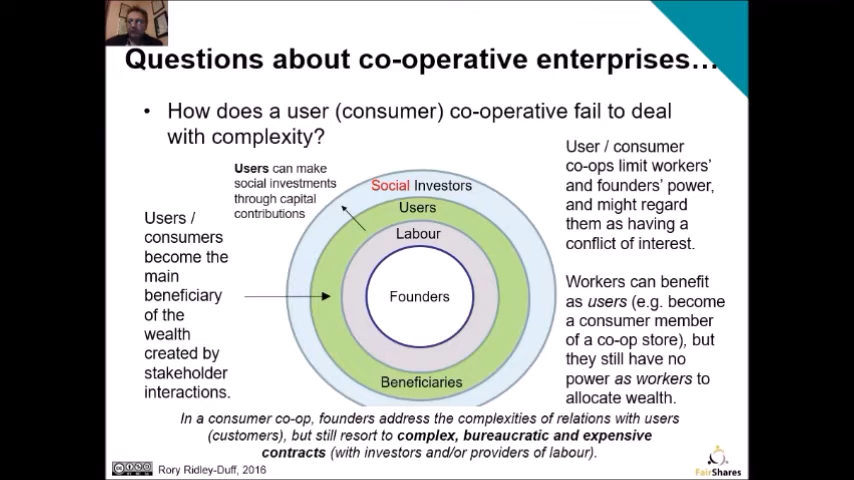 Questions about co-operative enterprises...
• How does a user (consumer) co-operative fail to deal
with complexity?
Users can make
social investments
through capital
contributions
Users /
consumers
become the
main
beneficiary
of the
wealth
created by
stakeholder
interactions.
Social Investors
Users
Labour
Founders
Beneficiaries
User / consumer
co-ops limit workers'
and founders' power,
and might regard
them as having a
conflict of interest.
Workers can benefit
as users (e.g. become
a consumer member
of a co-op store), but
they still have no
power as workers to
allocate wealth.
In a consumer co-op, founders address the complexities of relations with users
(customers), but still resort to complex, bureaucratic and expensive
contracts (with investors and/or providers of labour).
Rory Ridley-Duff, 2016
FairShares